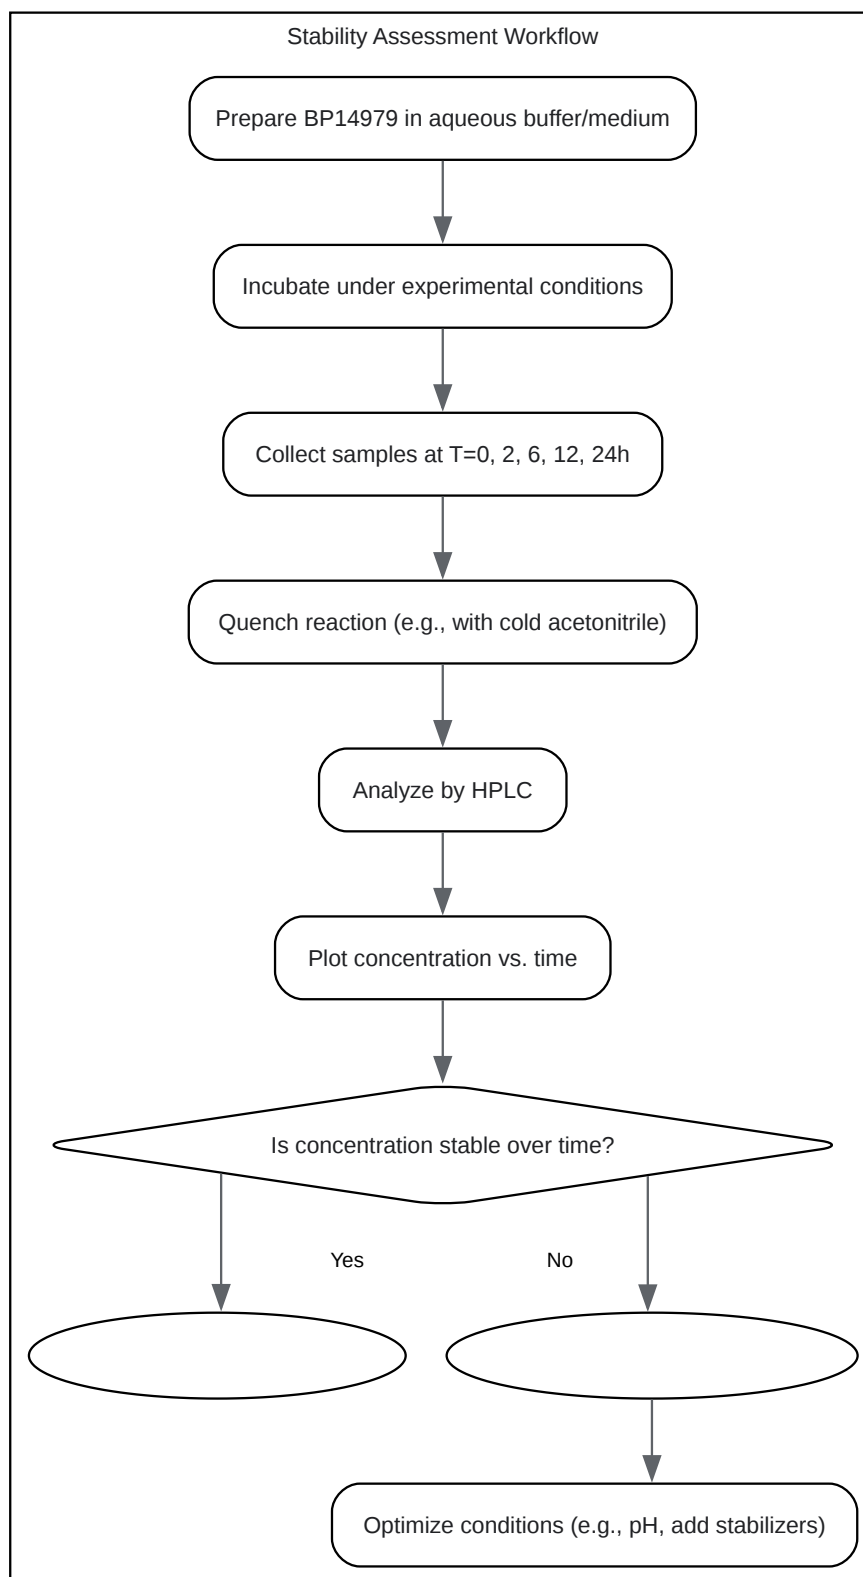 Stability Assessment Workflow
Prepare BP14979 in aqueous buffer/medium
Incubate under experimental conditions
Collect samples at T=0, 2, 6, 12, 24h
Quench reaction (e.g., with cold acetonitrile)
Analyze by HPLC
Plot concentration vs. time
Is concentration stable over time?
Yes
No
Optimize conditions (e.g., pH, add stabilizers)